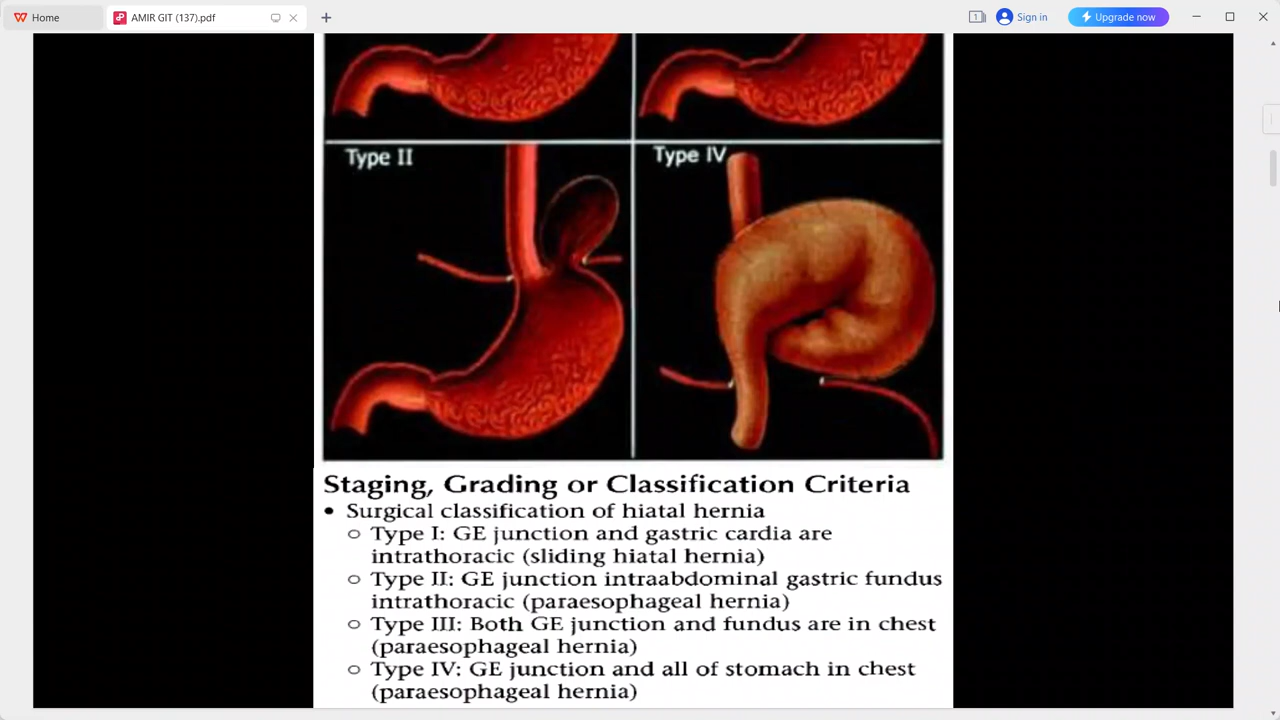 Home
AMIR GIT (137).pdf
1
Sign in
Upgrade now
Type II
Type IV
Staging, Grading or Classification Criteria
• Surgical classification of hiatal hernia
○ Type I: GE junction and gastric cardia are
intrathoracic (sliding hiatal hernia)
○ Type II: GE junction intraabdominal gastric fundus
intrathoracic (paraesophageal hernia)
○ Type III: Both GE junction and fundus are in chest
(paraesophageal hernia)
○ Type IV: GE junction and all of stomach in chest
(paraesophageal hernia)